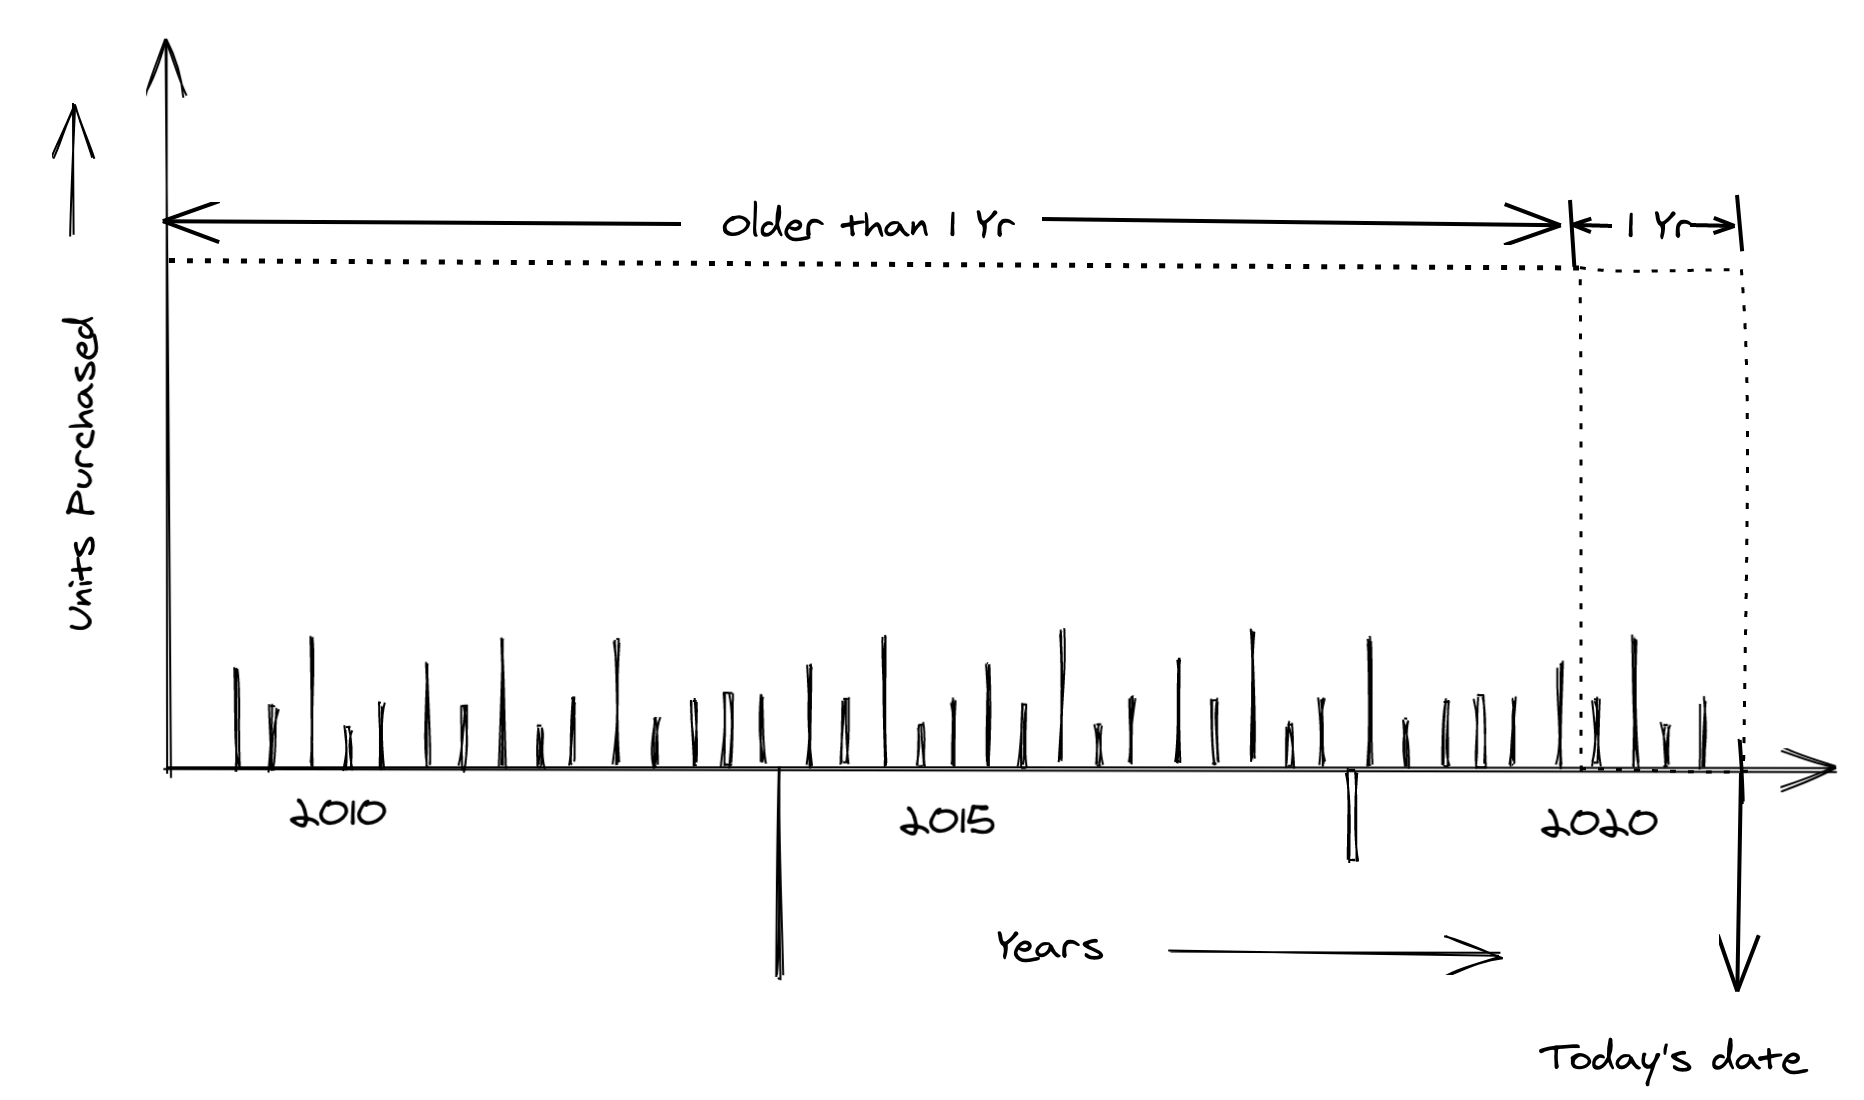 Older than 1 Yr
1 Yr
Units Purchased
2010
2015
2020
Years
Today's date